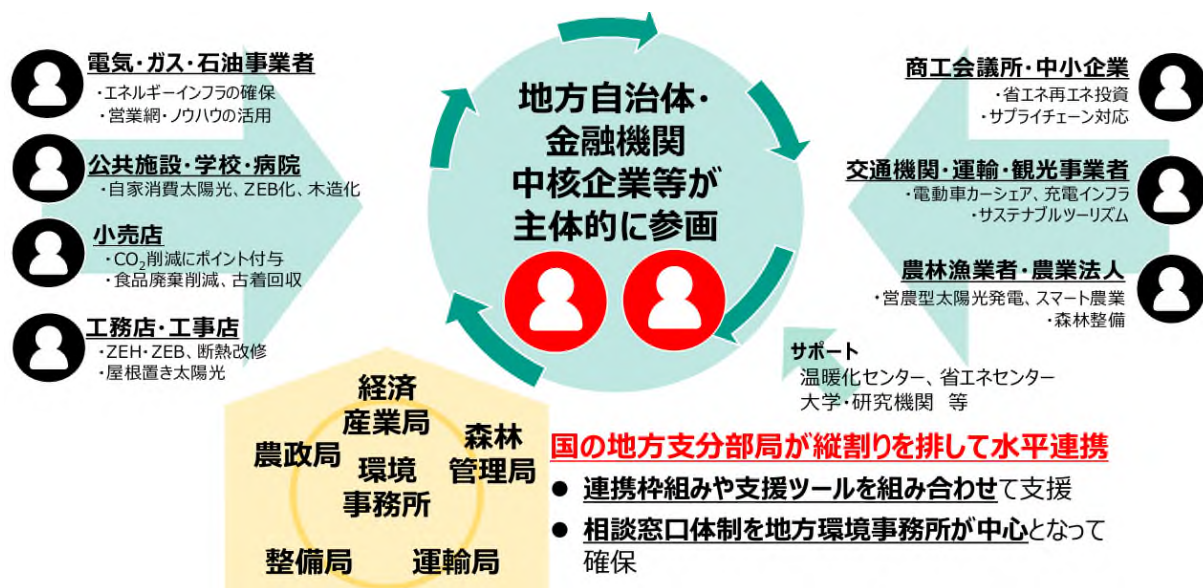 電気・ガス・石油事業者
・エネルギーインフラの確保
・営業網・ノウハウの活用
公共施設・学校・病院
・自家消費太陽光、ZEB化、木造化
小売店
・CO₂削減にポイント付与
・食品廃棄削減、古着回収
工務店・工事店
・ZEH・ZEB、断熱改修
・屋根置き太陽光
地方自治体・
金融機関
中核企業等が
主体的に参画
商工会議所・中小企業
・省エネ再エネ投資
・サプライチェーン対応
交通機関・運輸・観光事業者
・電動車カーシェア、充電インフラ
・サステナブルツーリズム
農林漁業者・農業法人
・営農型太陽光発電、スマート農業
・森林整備
サポート
温暖化センター、省エネセンター
大学・研究機関 等
経済
産業局
農政局
森林
管理局
環境
事務所
整備局
運輸局
国の地方支分部局が縦割りを排して水平連携
● 連携枠組みや支援ツールを組み合わせて支援
● 相談窓口体制を地方環境事務所が中心となって
確保